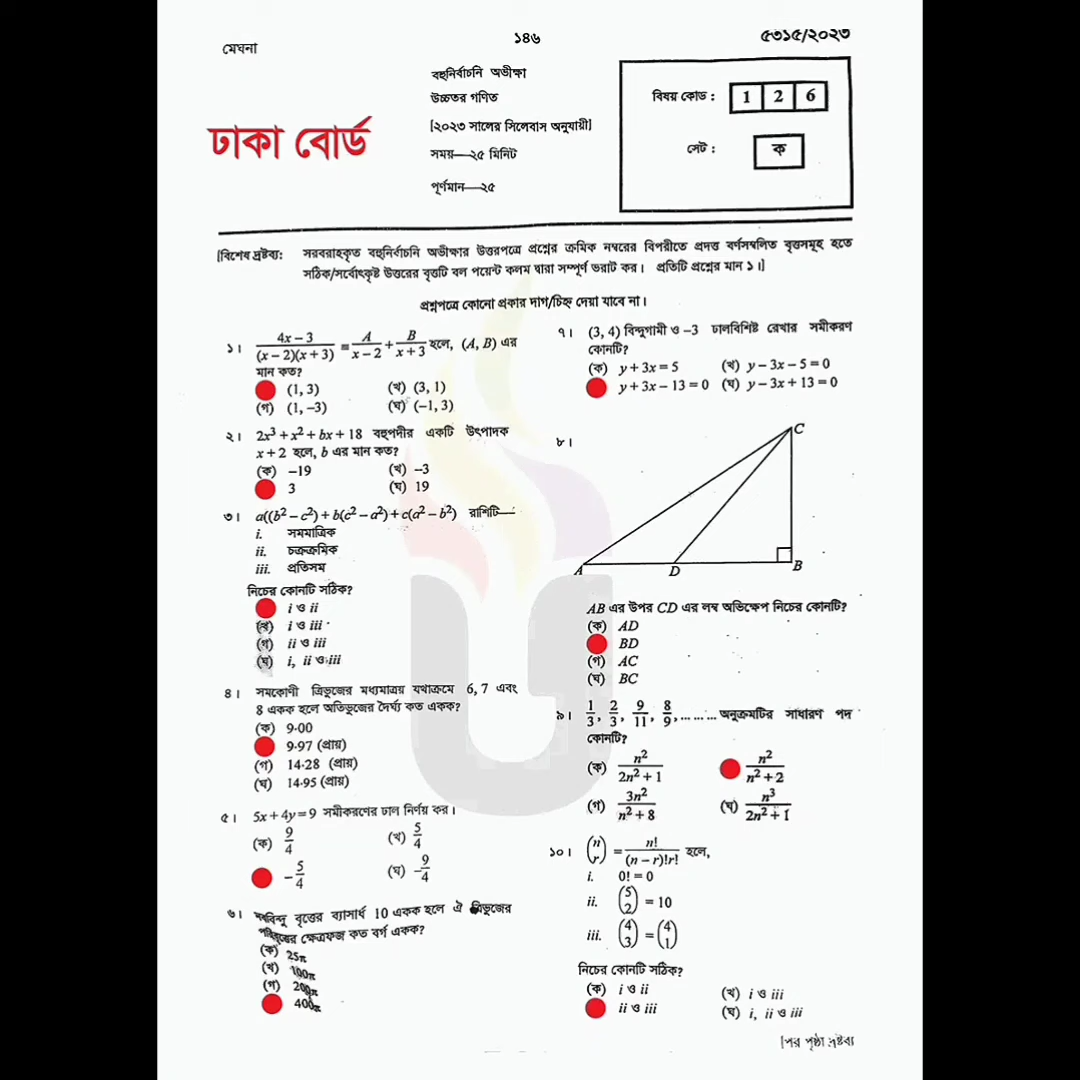 মেঘনা
১৪৬
৫৩১৫/২০২৩
ঢাকা বোর্ড
বহুনির্বাচনি অভীক্ষা
উচ্চতর গণিত
[২০২৩ সালের সিলেবাস অনুযায়ী]
সময়—২৫ মিনিট
পূর্ণমান—২৫
বিষয় কোড : 1 2 6
সেট : ক
[বিশেষ দ্রষ্টব্য: সরবরাহকৃত বহুনির্বাচনি অভীক্ষার উত্তরপত্রে প্রশ্নের ক্রমিক নম্বরের বিপরীতে প্রদত্ত বর্ণসম্বলিত বৃত্তসমূহ হতে
সঠিক/সর্বোৎকৃষ্ট উত্তরের বৃত্তটি বল পয়েন্ট কলম দ্বারা সম্পূর্ণ ভরাট কর। প্রতিটি প্রশ্নের মান ১।]
প্রশ্নপত্রে কোনো প্রকার দাগ/চিহ্ন দেয়া যাবে না।
১। (4x − 3)/((x − 2)(x + 3)) ≡ A/(x − 2) + B/(x + 3) হলে, (A, B) এর
মান কত?
(1, 3) (খ) (3, 1)
(গ) (1, −3) (ঘ) (−1, 3)
২। 2x³ + x² + bx + 18 বহুপদীর একটি উৎপাদক
x + 2 হলে, b এর মান কত?
(ক) −19 (খ) −3
3 (ঘ) 19
৩। a((b² − c²) + b(c² − a²) + c(a² − b²) রাশিটি—
i. সমমাত্রিক
ii. চক্রক্রমিক
iii. প্রতিসম
নিচের কোনটি সঠিক?
i ও ii
(খ) i ও iii
(গ) ii ও iii
(ঘ) i, ii ও iii
৪। সমকোণী ত্রিভুজের মধ্যমাত্রয় যথাক্রমে 6, 7 এবং
8 একক হলে অতিভুজের দৈর্ঘ্য কত একক?
(ক) 9·00
9·97 (প্রায়)
(গ) 14·28 (প্রায়)
(ঘ) 14·95 (প্রায়)
৫। 5x + 4y = 9 সমীকরণের ঢাল নির্ণয় কর।
(ক) 9/4 (খ) 5/4
−5/4 (ঘ) −9/4
৬। বৃত্তের ব্যাসার্ধ 10 একক হলে ঐ ত্রিভুজের
ক্ষেত্রফল কত বর্গ একক?
(ক) 25π
(খ) 100π
(গ) 200π
400π
৭। (3, 4) বিন্দুগামী ও −3 ঢালবিশিষ্ট রেখার সমীকরণ
কোনটি?
(ক) y + 3x = 5 (খ) y − 3x − 5 = 0
y + 3x − 13 = 0 (ঘ) y − 3x + 13 = 0
৮।
C
A D B
AB এর উপর CD এর লম্ব অভিক্ষেপ নিচের কোনটি?
(ক) AD
BD
(গ) AC
(ঘ) BC
৯। 1/3, 2/3, 9/11, 8/9, ... ... ... অনুক্রমটির সাধারণ পদ
কোনটি?
(ক) n²/(2n² + 1) n²/(n² + 2)
(গ) 3n²/(n² + 8) (ঘ) n³/(2n² + 1)
১০। (n r) = n!/((n − r)!r!) হলে,
i. 0! = 0
ii. (5 2) = 10
iii. (4 3) = (4 1)
নিচের কোনটি সঠিক?
(ক) i ও ii (খ) i ও iii
ii ও iii (ঘ) i, ii ও iii
[পর পৃষ্ঠা দ্রষ্টব্য